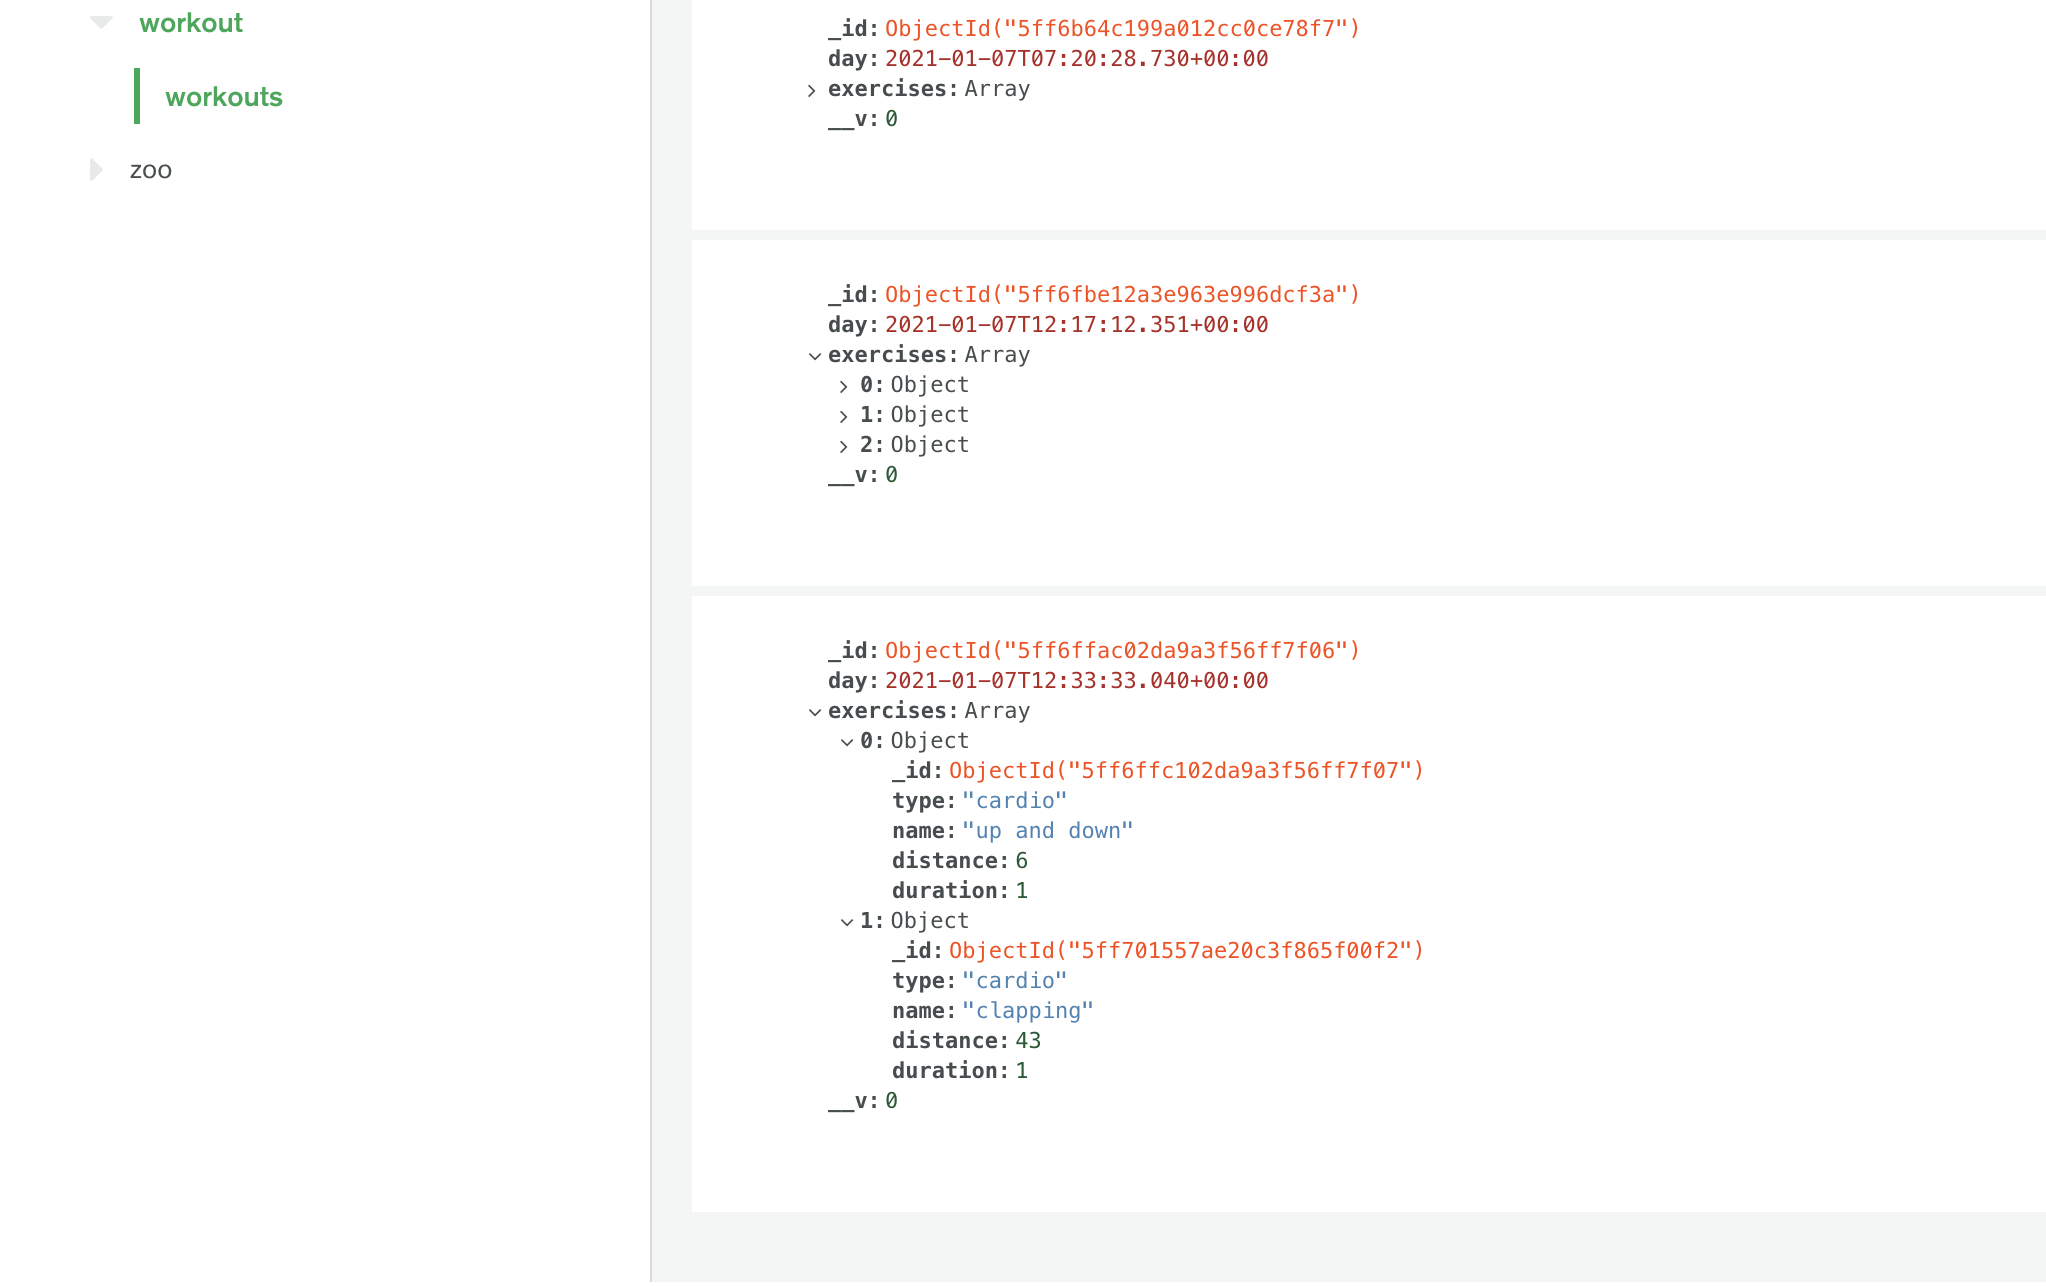 workout
workouts
zoo
_id: ObjectId("5ff6b64c199a012cc0ce78f7")
day: 2021-01-07T07:20:28.730+00:00
exercises: Array
__v: 0
_id: ObjectId("5ff6fbe12a3e963e996dcf3a")
day: 2021-01-07T12:17:12.351+00:00
exercises: Array
0: Object
1: Object
2: Object
__v: 0
_id: ObjectId("5ff6ffac02da9a3f56ff7f06")
day: 2021-01-07T12:33:33.040+00:00
exercises: Array
0: Object
_id: ObjectId("5ff6ffc102da9a3f56ff7f07")
type: "cardio"
name: "up and down"
distance: 6
duration: 1
1: Object
_id: ObjectId("5ff701557ae20c3f865f00f2")
type: "cardio"
name: "clapping"
distance: 43
duration: 1
__v: 0